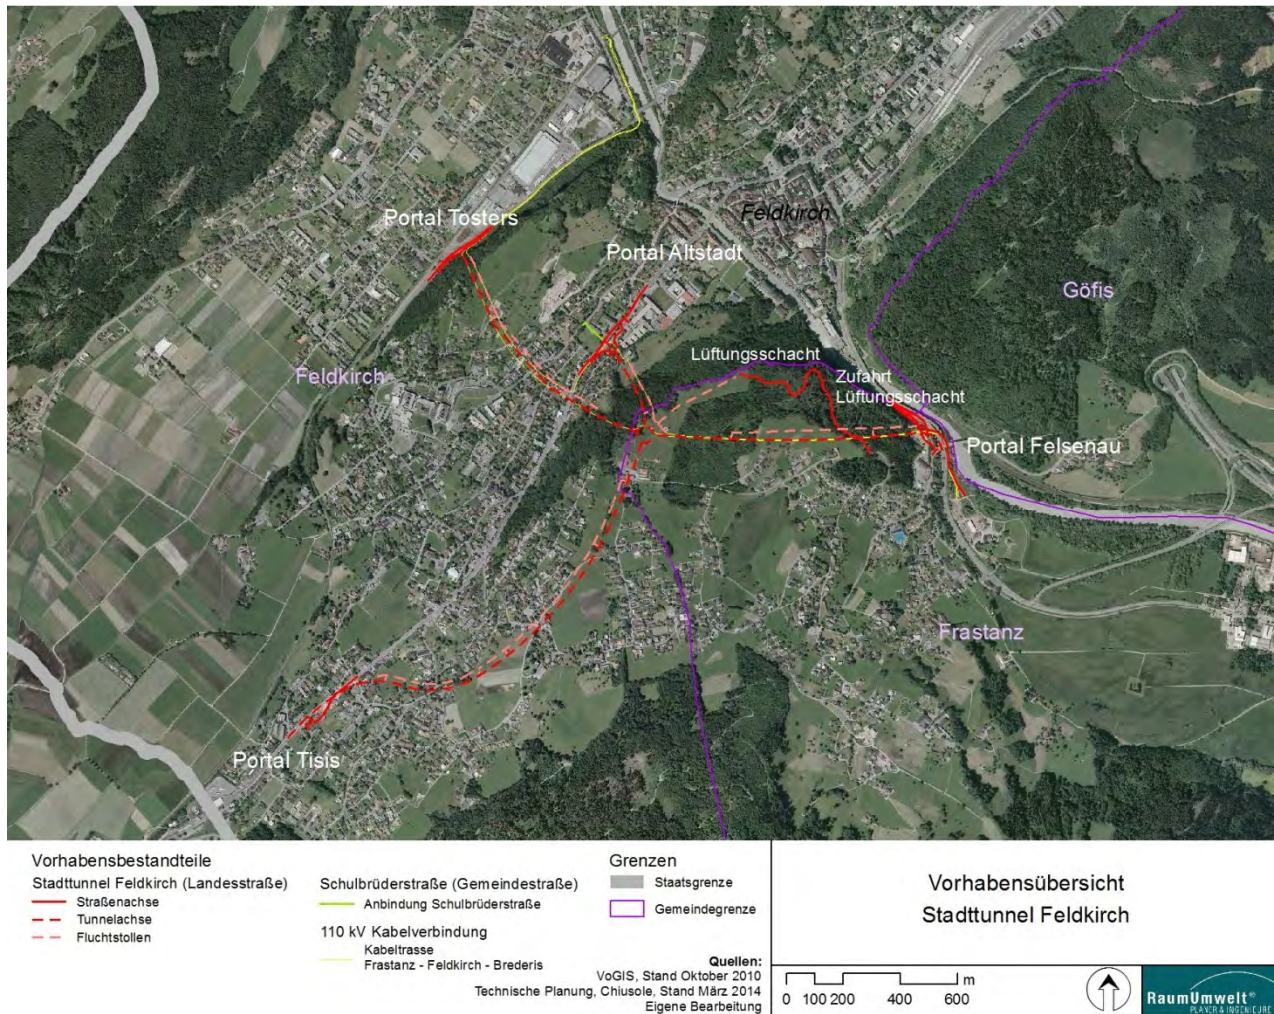 Portal Tosters
Feldkirch
Portal Altstadt
Göfis
Lüftungsschacht
Feldkirch
Zufahrt
Lüftungsschacht
Portal Felsenau
Frastanz
Portal Tisis
Vorhabensbestandteile
Stadttunnel Feldkirch (Landesstraße)
Straßenachse
Tunnelachse
Fluchtstollen
Schulbrüderstraße (Gemeindestraße)
Anbindung Schulbrüderstraße
110 kV Kabelverbindung
Kabeltrasse
Frastanz - Feldkirch - Brederis
Grenzen
Staatsgrenze
Gemeindegrenze
Quellen:
VoGIS, Stand Oktober 2010
Technische Planung, Chiusole, Stand März 2014
Eigene Bearbeitung
Vorhabensübersicht
Stadttunnel Feldkirch
m
0 100 200 400 600
RaumUmwelt®
PLANER & INGENIEURE